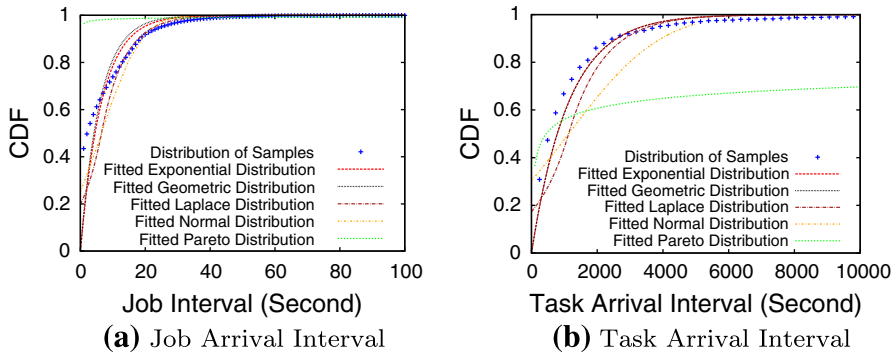 1
0.8
0.6
0.4
0.2
0
CDF
Distribution of Samples
Fitted Exponential Distribution
Fitted Geometric Distribution
Fitted Laplace Distribution
Fitted Normal Distribution
Fitted Pareto Distribution
0 20 40 60 80 100
Job Interval (Second)
(a) Job Arrival Interval
1
0.8
0.6
0.4
0.2
0
CDF
Distribution of Samples
Fitted Exponential Distribution
Fitted Geometric Distribution
Fitted Laplace Distribution
Fitted Normal Distribution
Fitted Pareto Distribution
0 2000 4000 6000 8000 10000
Task Arrival Interval (Second)
(b) Task Arrival Interval